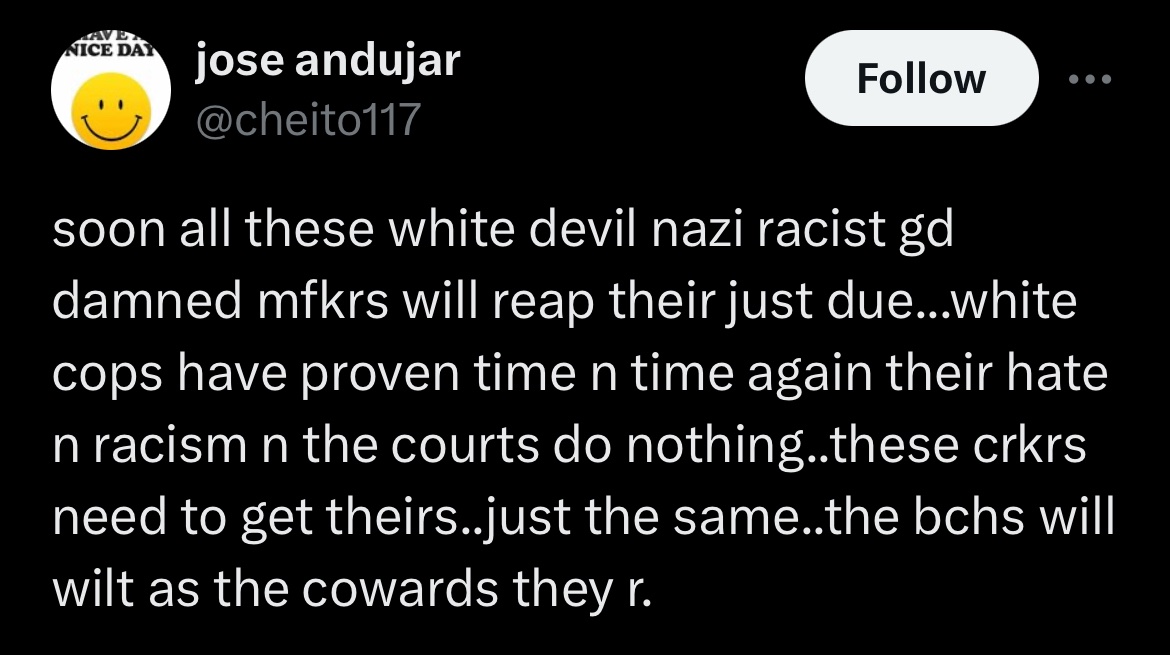 HAVE A
NICE DAY
jose andujar
@cheito117
Follow
soon all these white devil nazi racist gd
damned mfkrs will reap their just due...white
cops have proven time n time again their hate
n racism n the courts do nothing..these crkrs
need to get theirs..just the same..the bchs will
wilt as the cowards they r.